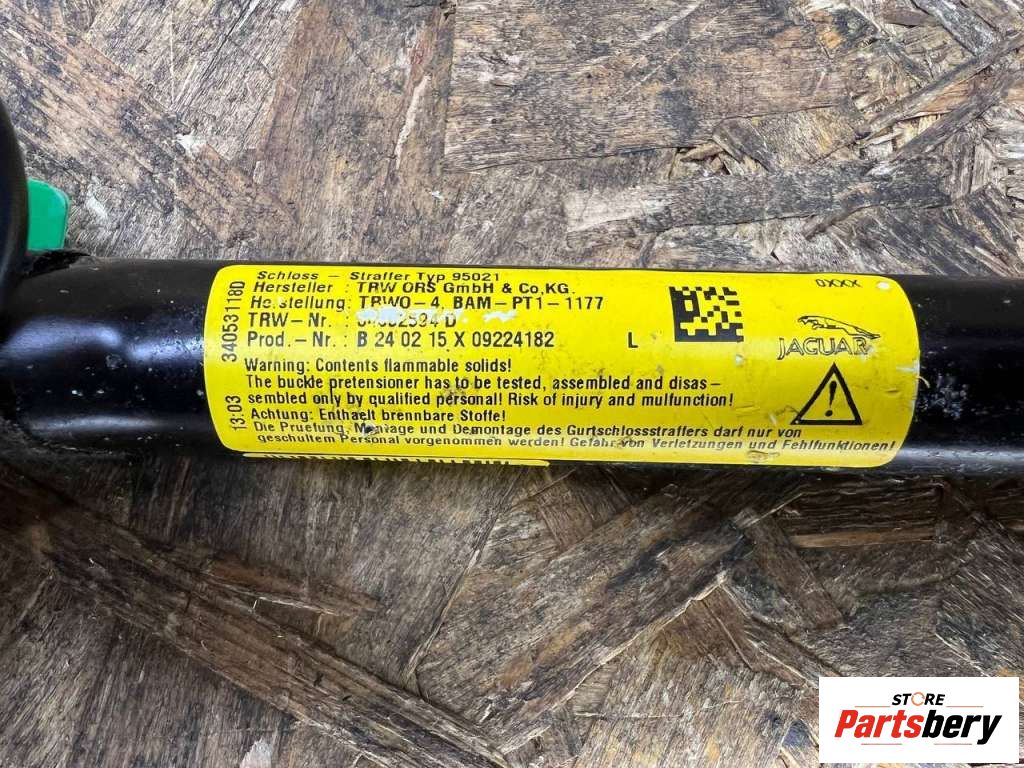 Schloss – Straffer Typ 95021
Hersteller : TRW ORS GmbH & Co,KG.
Herstellung: TRWO-4, BAM-PT1-1177
TRW-Nr. :
Prod.-Nr.: B 24 02 15 X 09224182 L
Warning: Contents flammable solids!
The buckle pretensioner has to be tested, assembled and disas –
sembled only by qualified personal! Risk of injury and mulfunction!
Achtung: Enthaelt brennbare Stoffe!
Die Pruefung, Montage und Demontage des Gurtschlossstraffers darf nur von
geschultem Personal vorgenommen werden! Gefahr von Verletzungen und Fehlfunktionen!
34053118D
13:03
0XXX
JAGUAR
STORE
Partsbery